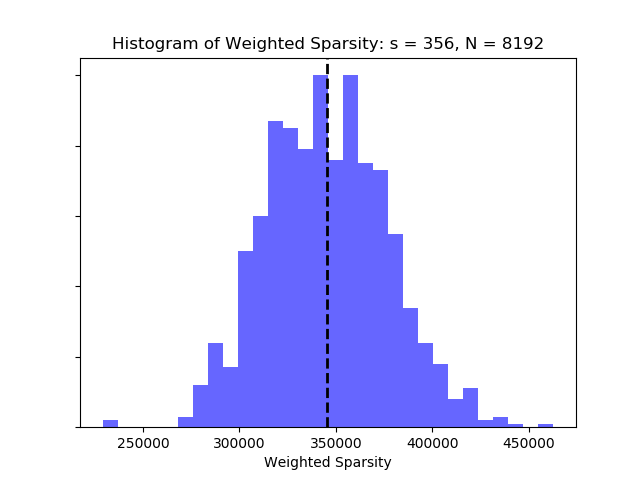 Histogram of Weighted Sparsity: s = 356, N = 8192
250000 300000 350000 400000 450000
Weighted Sparsity